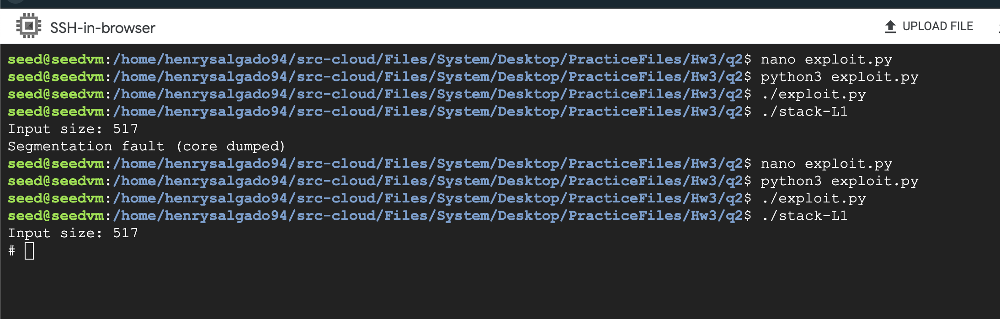 SSH-in-browser
UPLOAD FILE
seed@seedvm:/home/henrysalgado94/src-cloud/Files/System/Desktop/PracticeFiles/Hw3/q2$ nano exploit.py
seed@seedvm:/home/henrysalgado94/src-cloud/Files/System/Desktop/PracticeFiles/Hw3/q2$ python3 exploit.py
seed@seedvm:/home/henrysalgado94/src-cloud/Files/System/Desktop/PracticeFiles/Hw3/q2$ ./exploit.py
seed@seedvm:/home/henrysalgado94/src-cloud/Files/System/Desktop/PracticeFiles/Hw3/q2$ ./stack-L1
Input size: 517
Segmentation fault (core dumped)
seed@seedvm:/home/henrysalgado94/src-cloud/Files/System/Desktop/PracticeFiles/Hw3/q2$ nano exploit.py
seed@seedvm:/home/henrysalgado94/src-cloud/Files/System/Desktop/PracticeFiles/Hw3/q2$ python3 exploit.py
seed@seedvm:/home/henrysalgado94/src-cloud/Files/System/Desktop/PracticeFiles/Hw3/q2$ ./exploit.py
seed@seedvm:/home/henrysalgado94/src-cloud/Files/System/Desktop/PracticeFiles/Hw3/q2$ ./stack-L1
Input size: 517
#